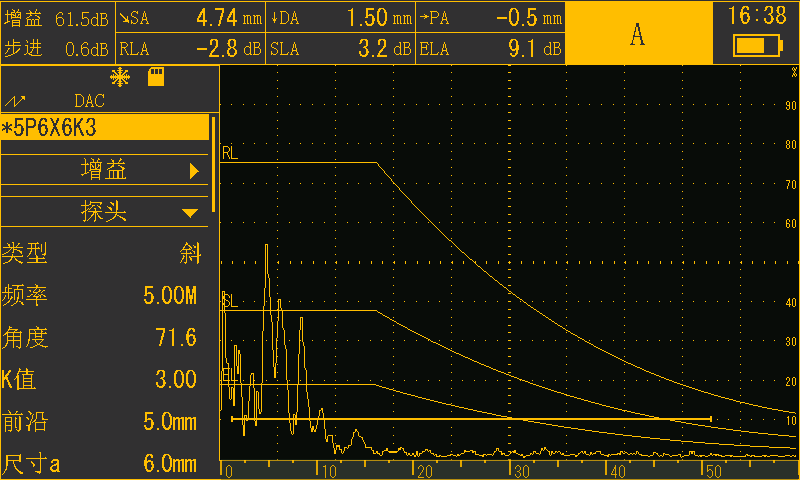 增益 61.5dB ↘SA 4.74 mm ↓DA 1.50 mm →PA -0.5 mm A 16:38
步进 0.6dB RLA -2.8 dB SLA 3.2 dB ELA 9.1 dB
DAC
*5P6X6K3
增益
探头
类型 斜
频率 5.00M
角度 71.6
K值 3.00
前沿 5.0mm
尺寸a 6.0mm
%
90
80
70
RL
60
40
SL
30
20
EL
10
0 10 20 30 40 50